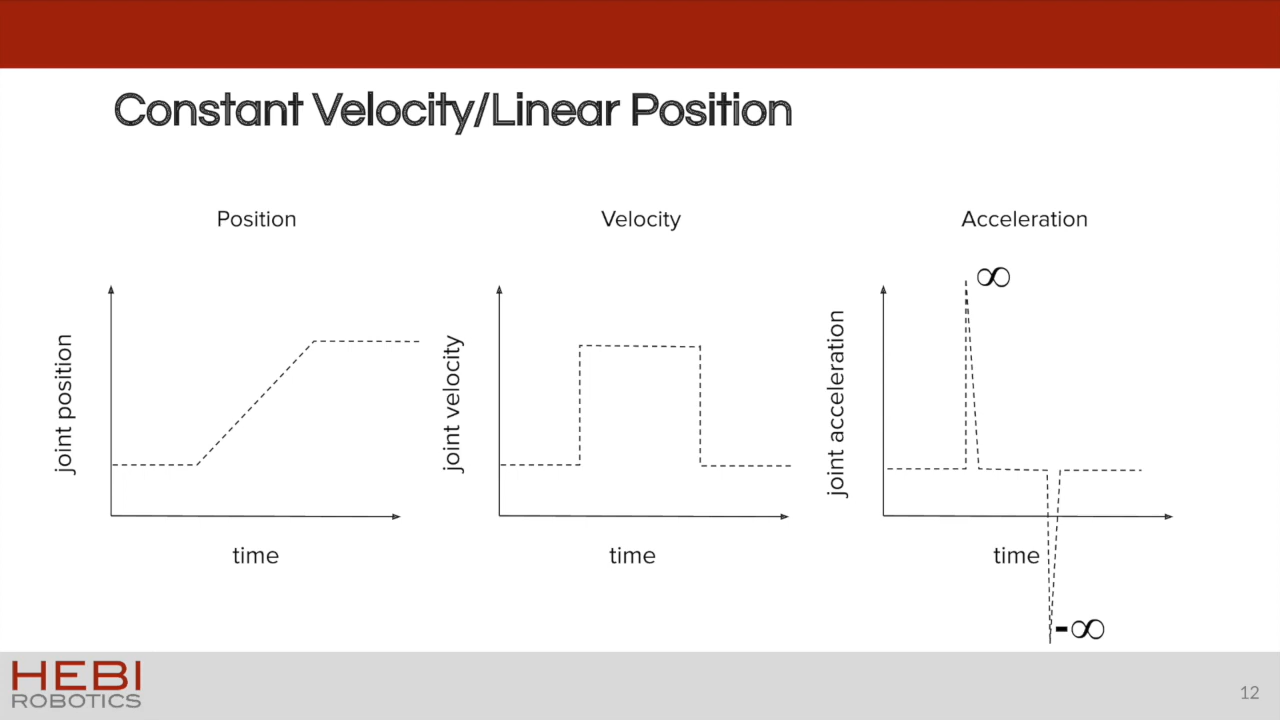 Constant Velocity/Linear Position
Position
Velocity
Acceleration
joint position
time
joint velocity
time
joint acceleration
∞
time
-∞
HEBI
ROBOTICS
12